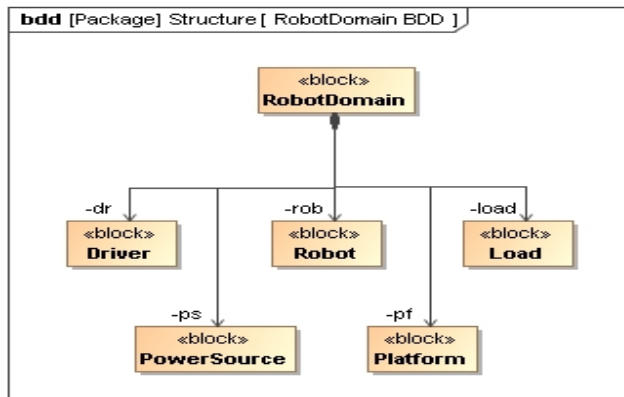 bdd [Package] Structure [ RobotDomain BDD ]
«block»
RobotDomain
-dr
«block»
Driver
-rob
«block»
Robot
-load
«block»
Load
-ps
«block»
PowerSource
-pf
«block»
Platform